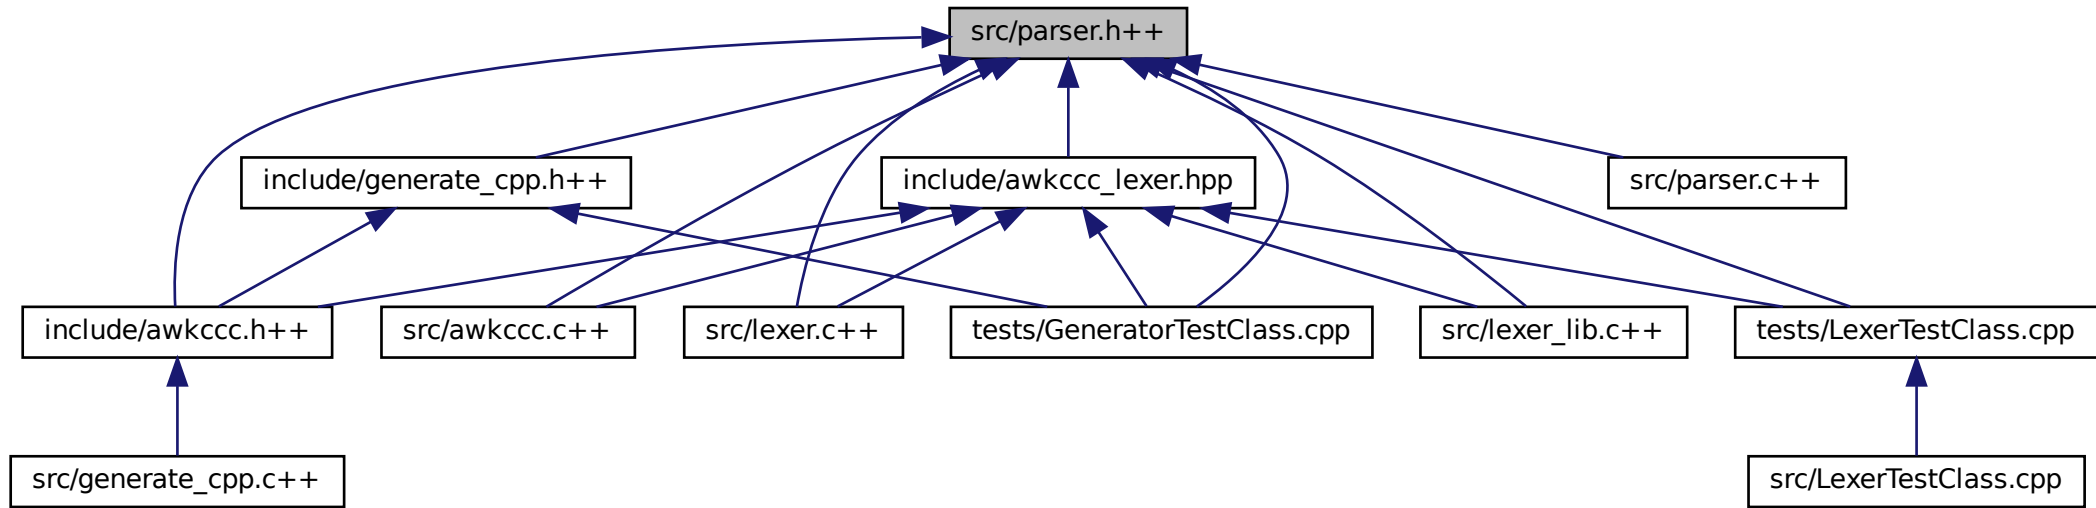 src/parser.h++
include/generate_cpp.h++
include/awkccc_lexer.hpp
src/parser.c++
include/awkccc.h++
src/awkccc.c++
src/lexer.c++
tests/GeneratorTestClass.cpp
src/lexer_lib.c++
tests/LexerTestClass.cpp
src/generate_cpp.c++
src/LexerTestClass.cpp